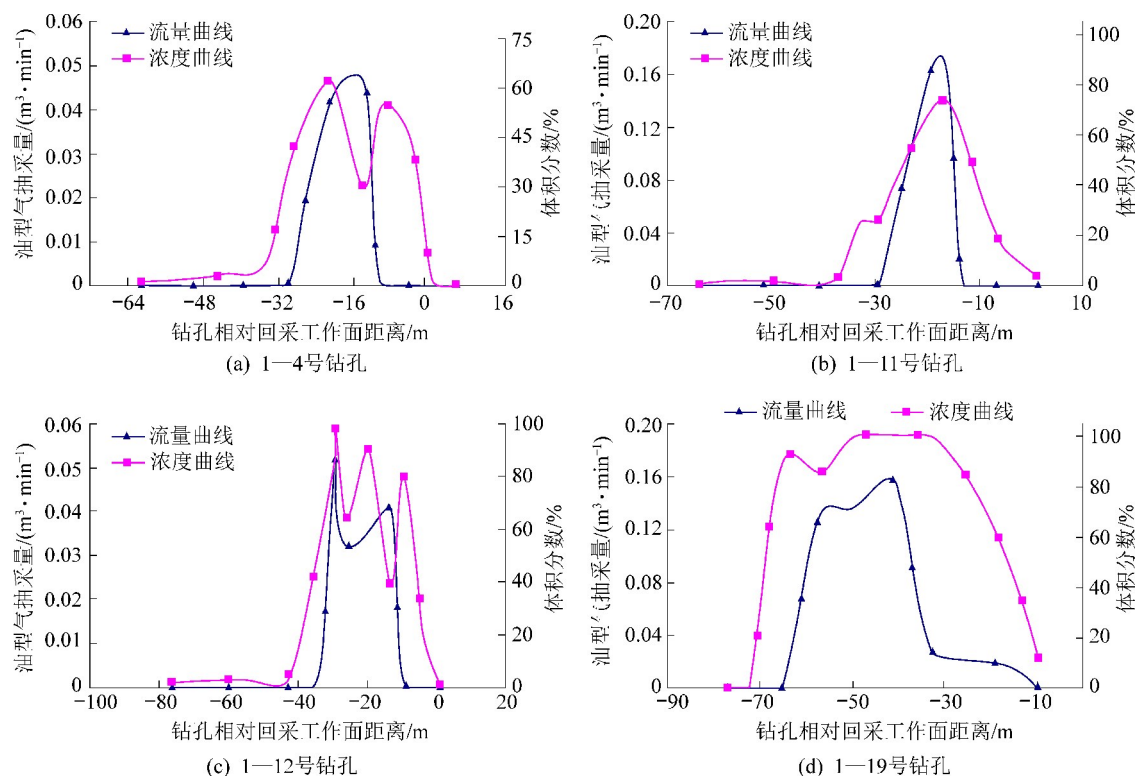 流量曲线
浓度曲线
油型气抽采量/(m³·min⁻¹)
0.06
0.05
0.04
0.03
0.02
0.01
0
75
60
45
30
15
0
体积分数/%
−64 −48 −32 −16 0 16
钻孔相对回采工作面距离/m
(a) 1—4号钻孔
流量曲线
浓度曲线
油型气抽采量/(m³·min⁻¹)
0.20
0.16
0.12
0.08
0.04
0
100
80
60
40
20
0
体积分数/%
−70 −50 −30 −10 10
钻孔相对回采工作面距离/m
(b) 1—11号钻孔
流量曲线
浓度曲线
油型气抽采量/(m³·min⁻¹)
0.06
0.05
0.04
0.03
0.02
0.01
0
100
80
60
40
20
0
体积分数/%
−100 −80 −60 −40 −20 0
钻孔相对回采工作面距离/m
(c) 1—12号钻孔
流量曲线 浓度曲线
油型气抽采量/(m³·min⁻¹)
0.20
0.16
0.12
0.08
0.04
0
100
80
60
40
20
0
体积分数/%
−90 −70 −50 −30 −10
钻孔相对回采工作面距离/m
(d) 1—19号钻孔